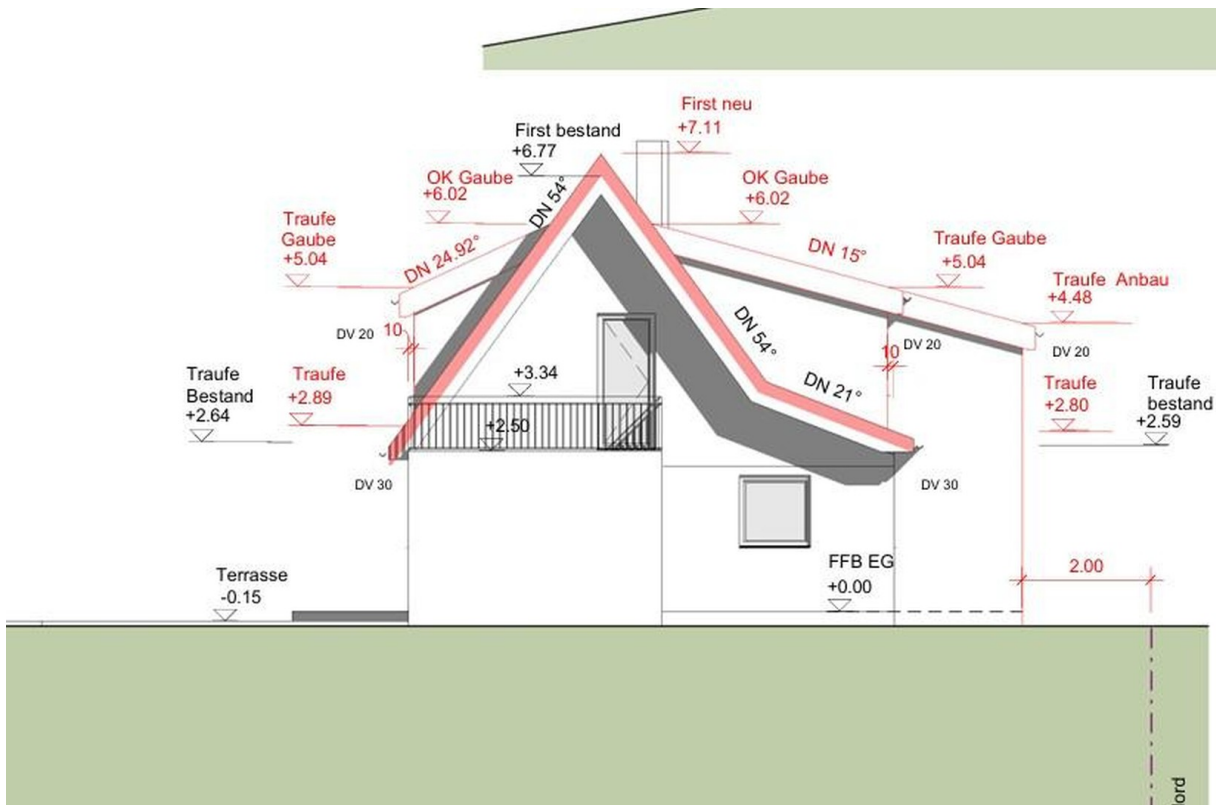 First neu
+7.11
First bestand
+6.77
OK Gaube
+6.02
OK Gaube
+6.02
DN 54°
Traufe
Gaube
+5.04
DN 24.92°
DN 15°
Traufe Gaube
+5.04
Traufe Anbau
+4.48
DV 20
10
DN 54°
10
DV 20
DV 20
Traufe
Bestand
+2.64
Traufe
+2.89
+3.34
DN 21°
Traufe
+2.80
Traufe
bestand
+2.59
+2.50
DV 30
DV 30
Terrasse
-0.15
FFB EG
+0.00
2.00
ord